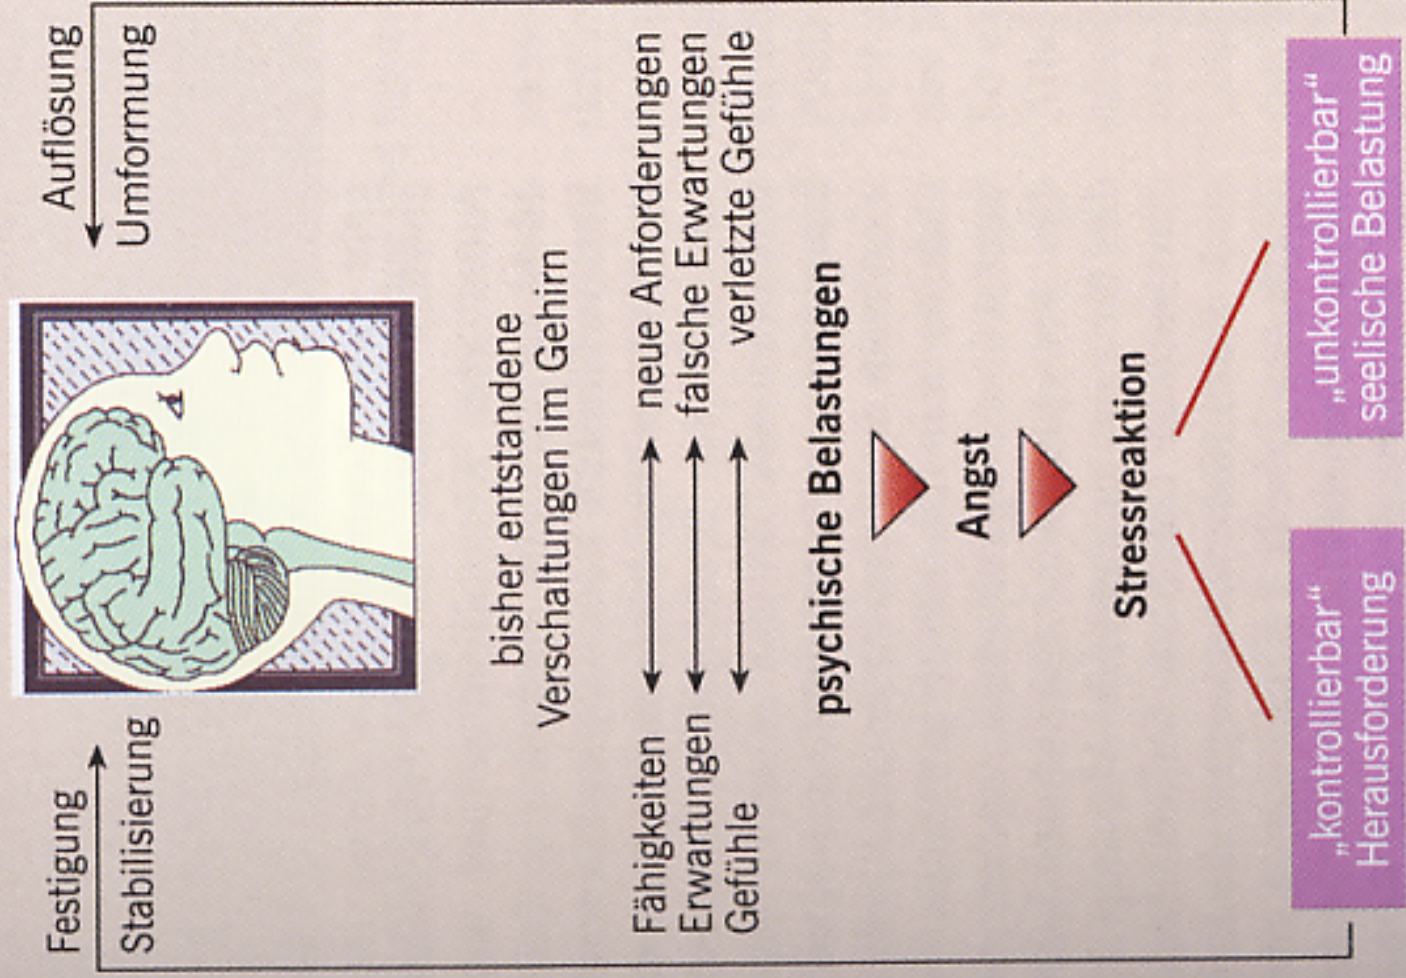 Festigung
Stabilisierung
Auflösung
Umformung
bisher entstandene
Verschaltungen im Gehirn
Fähigkeiten neue Anforderungen
Erwartungen falsche Erwartungen
Gefühle verletzte Gefühle
psychische Belastungen
Angst
Stressreaktion
„kontrollierbar“
Herausforderung
„unkontrollierbar“
seelische Belastung